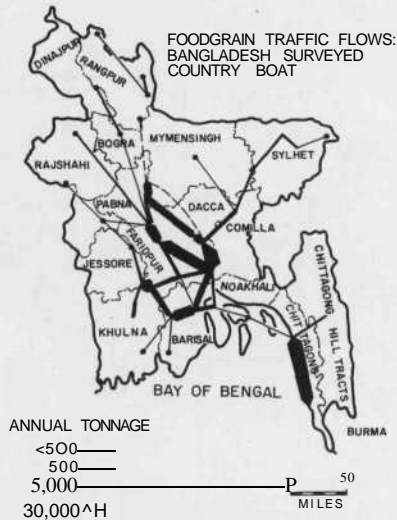 FOODGRAIN TRAFFIC FLOWS:
BANGLADESH SURVEYED
COUNTRY BOAT
DINAJPUR
RANGPUR
BOGRA
MYMENSINGH
SYLHET
RAJSHAHI
PABNA
DACCA
COMILLA
FARIDPUR
JESSORE
NOAKHALI
CHITTAGONG HILL TRACTS
CHITTAGONG
KHULNA
BARISAL
BAY OF BENGAL
BURMA
ANNUAL TONNAGE
<500
500
5,000 P 50
MILES
30,000^H